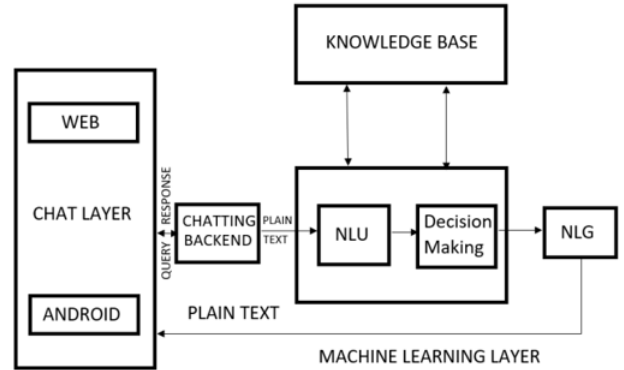 KNOWLEDGE BASE
WEB
CHAT LAYER
ANDROID
QUERY RESPONSE
CHATTING
BACKEND
PLAIN
TEXT
NLU
Decision
Making
NLG
PLAIN TEXT
MACHINE LEARNING LAYER